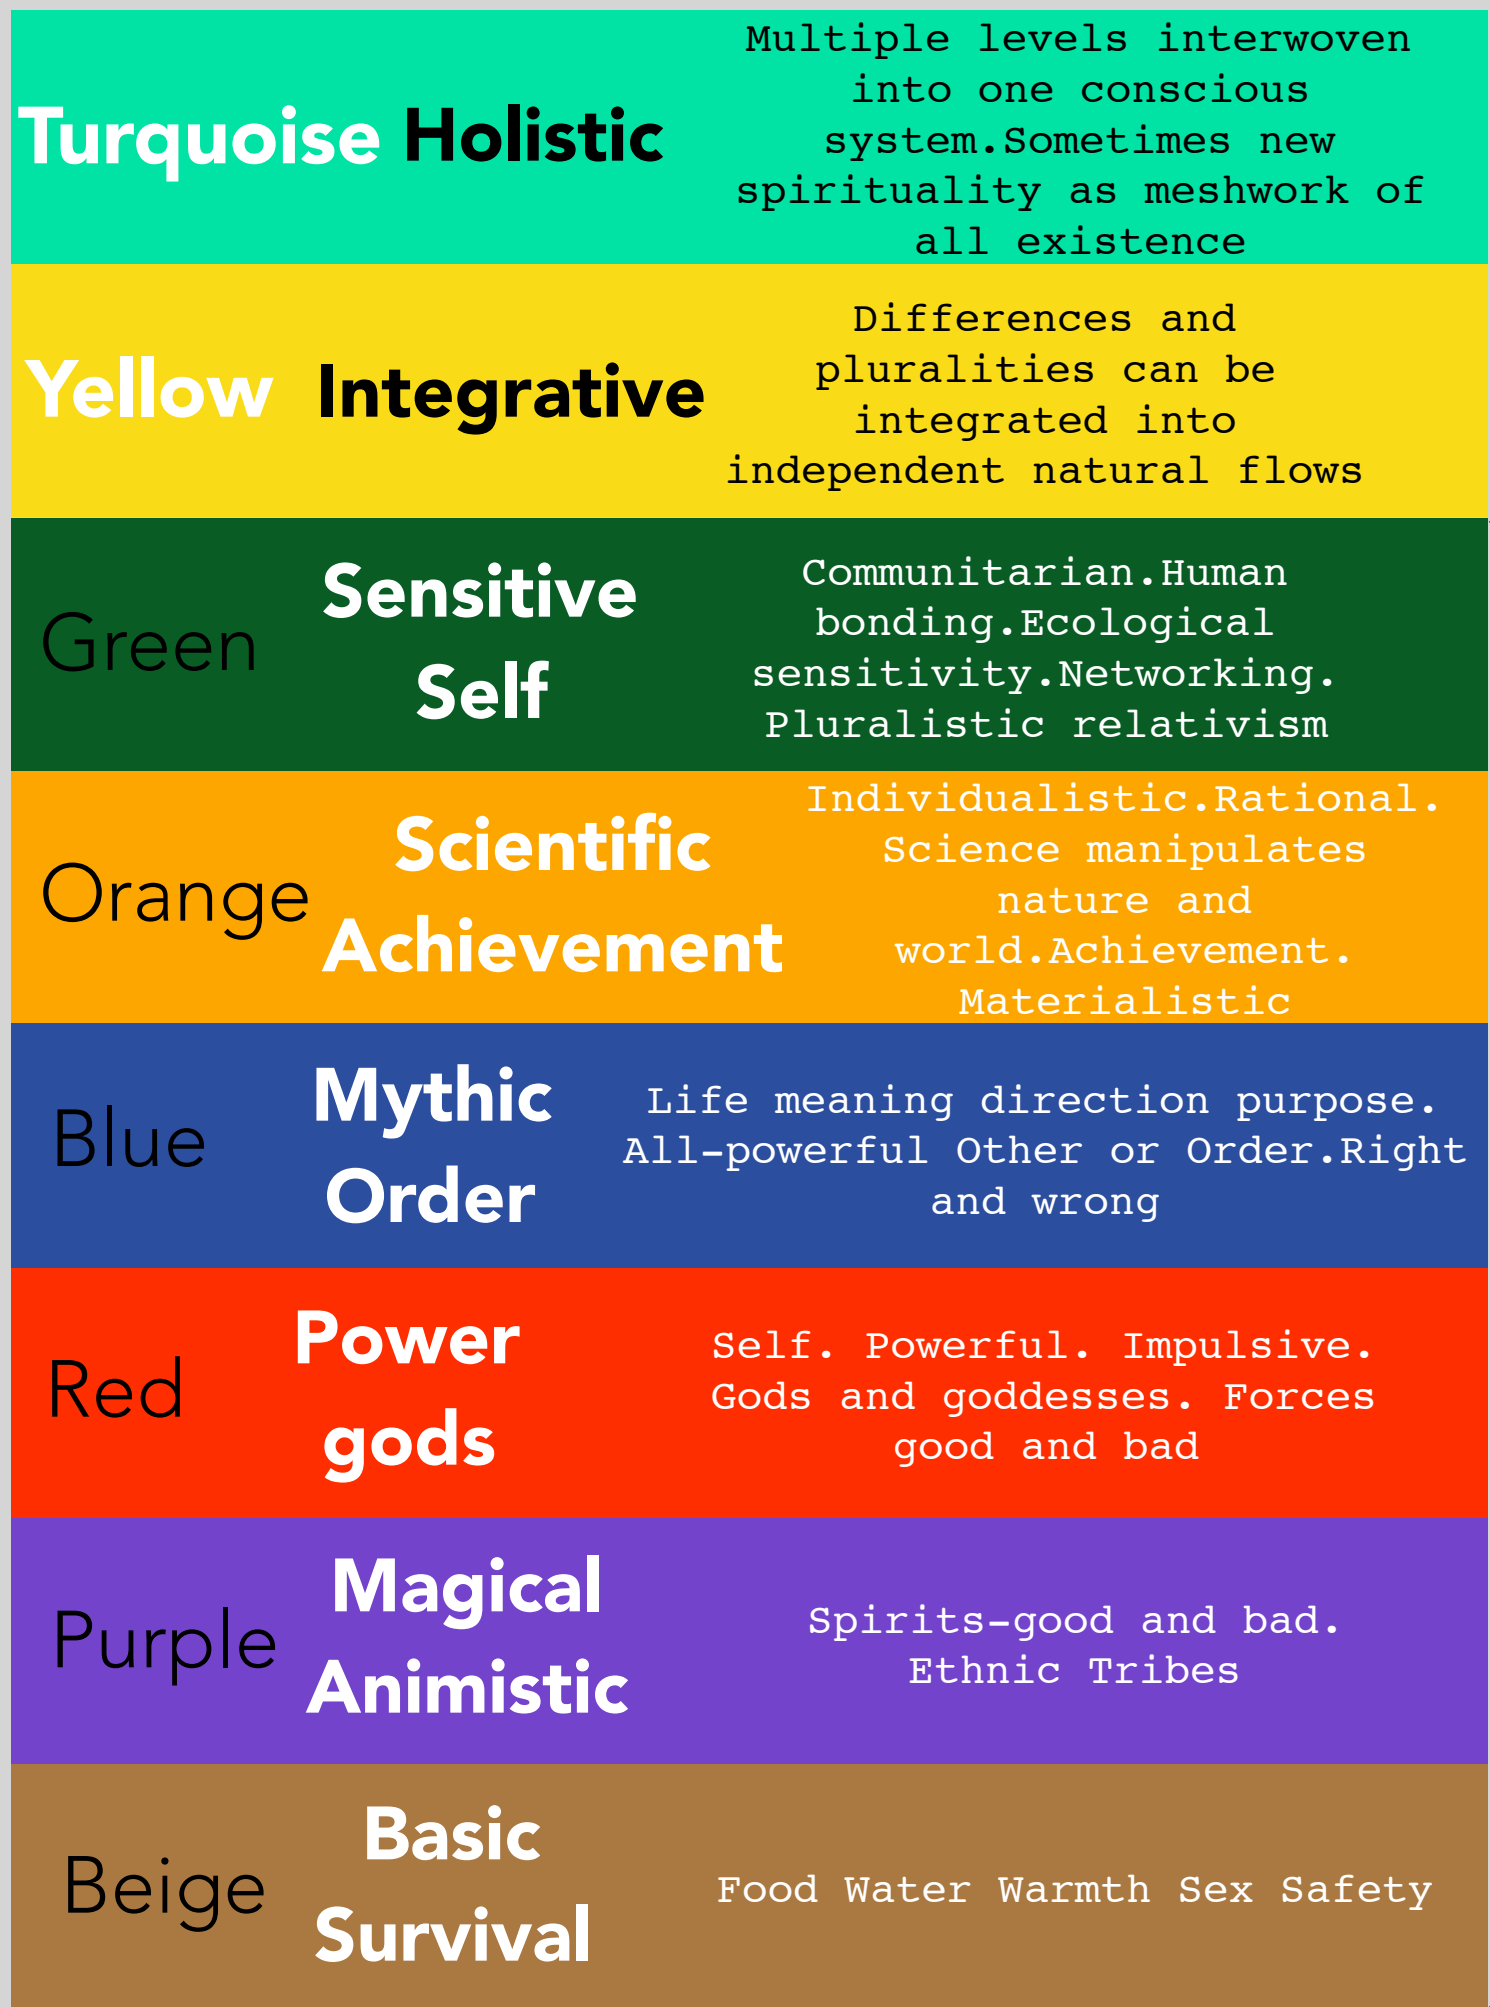 Turquoise Holistic
Multiple levels interwoven
into one conscious
system.Sometimes new
spirituality as meshwork of
all existence
Yellow Integrative
Differences and
pluralities can be
integrated into
independent natural flows
Green
Sensitive
Self
Communitarian.Human
bonding.Ecological
sensitivity.Networking.
Pluralistic relativism
Orange
Scientific
Achievement
Individualistic.Rational.
Science manipulates
nature and
world.Achievement.
Materialistic
Blue
Mythic
Order
Life meaning direction purpose.
All-powerful Other or Order.Right
and wrong
Red
Power
gods
Self. Powerful. Impulsive.
Gods and goddesses. Forces
good and bad
Purple
Magical
Animistic
Spirits-good and bad.
Ethnic Tribes
Beige
Basic
Survival
Food Water Warmth Sex Safety